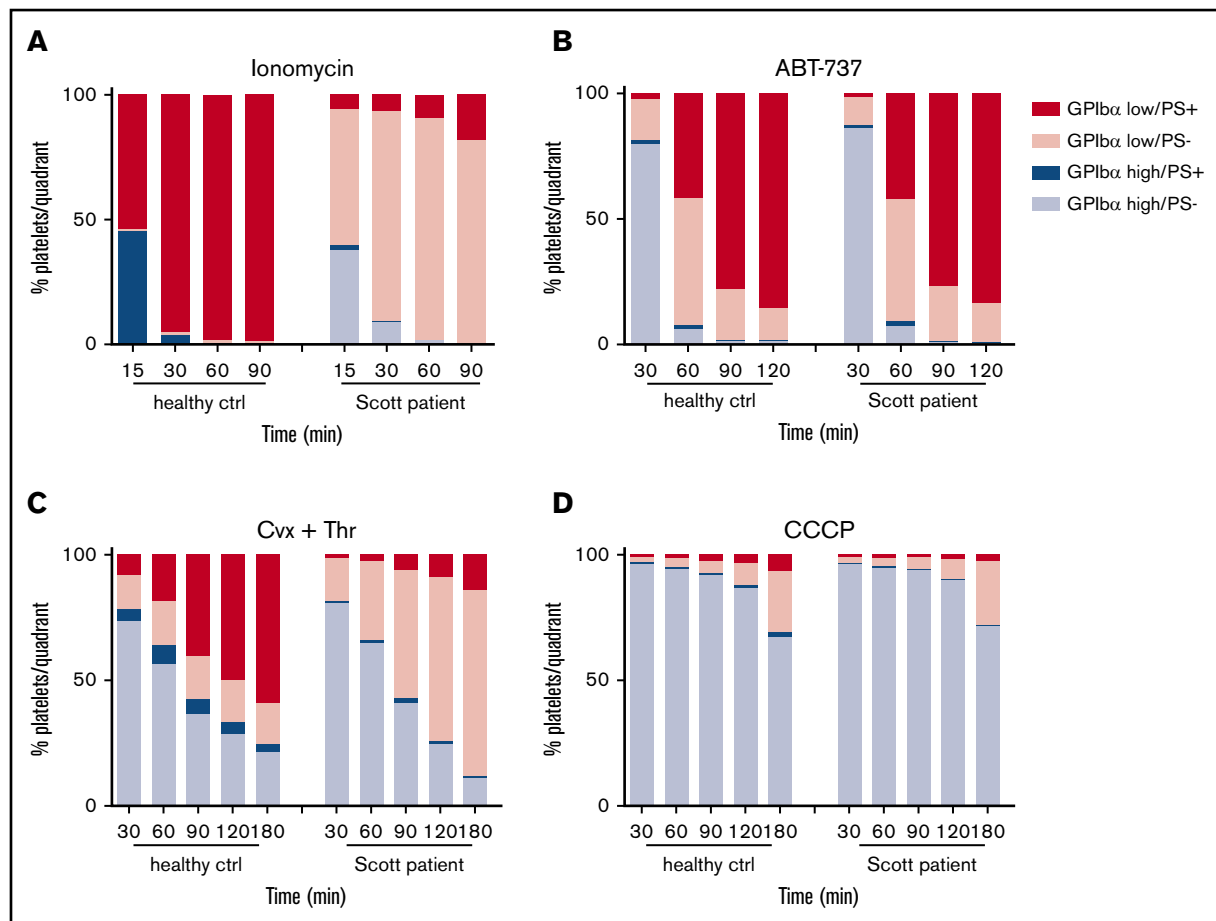 A
Ionomycin
% platelets/quadrant
100
50
0
15 30 60 90 15 30 60 90
healthy ctrl Scott patient
Time (min)
B
ABT-737
% platelets/quadrant
100
50
0
30 60 90 120 30 60 90 120
healthy ctrl Scott patient
Time (min)
GPIbα low/PS+
GPIbα low/PS-
GPIbα high/PS+
GPIbα high/PS-
C
Cvx + Thr
% platelets/quadrant
100
50
0
30 60 90 120 180 30 60 90 120 180
healthy ctrl Scott patient
Time (min)
D
CCCP
% platelets/quadrant
100
50
0
30 60 90 120 180 30 60 90 120 180
healthy ctrl Scott patient
Time (min)